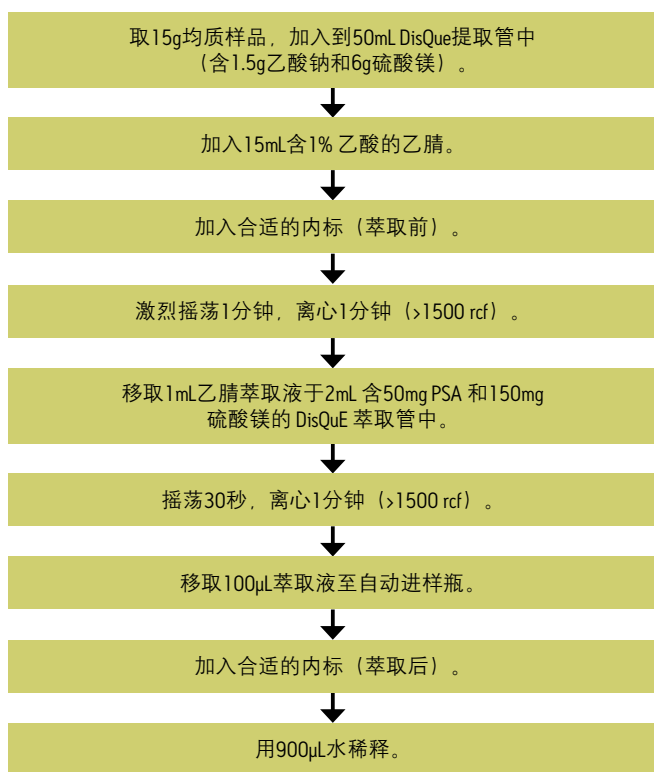 取15g均质样品，加入到50mL DisQue提取管中
（含1.5g乙酸钠和6g硫酸镁）。
加入15mL含1% 乙酸的乙腈。
加入合适的内标（萃取前）。
激烈摇荡1分钟，离心1分钟（>1500 rcf）。
移取1mL乙腈萃取液于2mL 含50mg PSA 和150mg
硫酸镁的 DisQuE 萃取管中。
摇荡30秒，离心1分钟（>1500 rcf）。
移取100µL萃取液至自动进样瓶。
加入合适的内标（萃取后）。
用900µL水稀释。